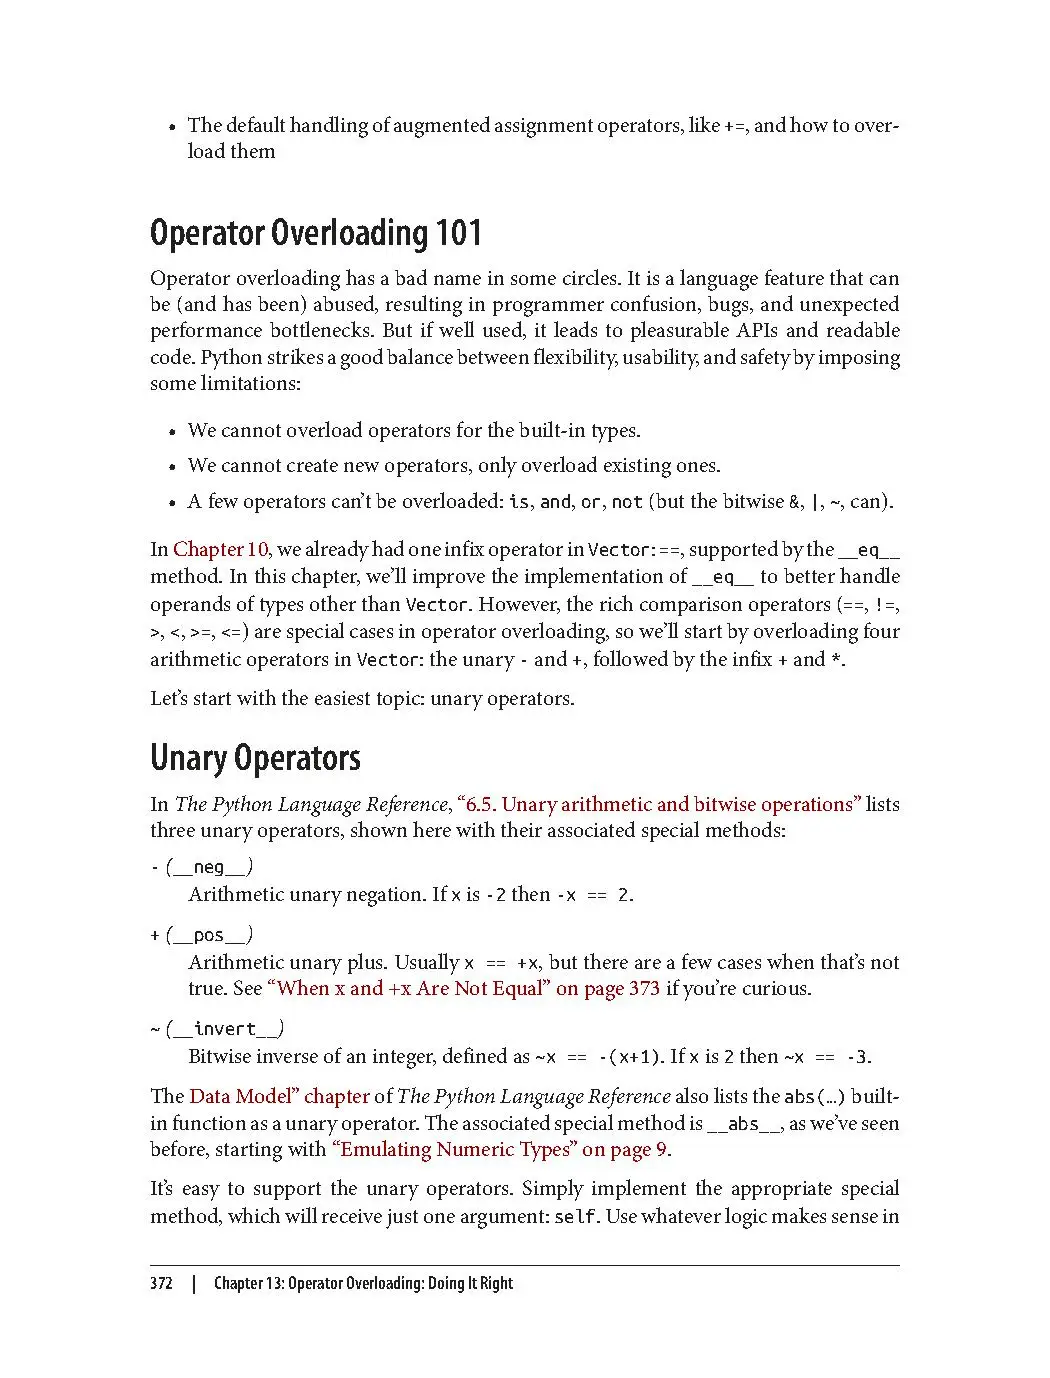 • The default handling of augmented assignment operators, like +=, and how to over-
load them
Operator Overloading 101
Operator overloading has a bad name in some circles. It is a language feature that can
be (and has been) abused, resulting in programmer confusion, bugs, and unexpected
performance bottlenecks. But if well used, it leads to pleasurable APIs and readable
code. Python strikes a good balance between flexibility, usability, and safety by imposing
some limitations:
• We cannot overload operators for the built-in types.
• We cannot create new operators, only overload existing ones.
• A few operators can’t be overloaded: is, and, or, not (but the bitwise &, |, ~, can).
In Chapter 10, we already had one infix operator in Vector: ==, supported by the __eq__
method. In this chapter, we’ll improve the implementation of __eq__ to better handle
operands of types other than Vector. However, the rich comparison operators (==, !=,
>, <, >=, <=) are special cases in operator overloading, so we’ll start by overloading four
arithmetic operators in Vector: the unary - and +, followed by the infix + and *.
Let’s start with the easiest topic: unary operators.
Unary Operators
In The Python Language Reference, “6.5. Unary arithmetic and bitwise operations” lists
three unary operators, shown here with their associated special methods:
- (__neg__)
Arithmetic unary negation. If x is -2 then -x == 2.
+ (__pos__)
Arithmetic unary plus. Usually x == +x, but there are a few cases when that’s not
true. See “When x and +x Are Not Equal” on page 373 if you’re curious.
~ (__invert__)
Bitwise inverse of an integer, defined as ~x == -(x+1). If x is 2 then ~x == -3.
The Data Model” chapter of The Python Language Reference also lists the abs(…) built-
in function as a unary operator. The associated special method is __abs__, as we’ve seen
before, starting with “Emulating Numeric Types” on page 9.
It’s easy to support the unary operators. Simply implement the appropriate special
method, which will receive just one argument: self. Use whatever logic makes sense in
372 | Chapter 13: Operator Overloading: Doing It Right